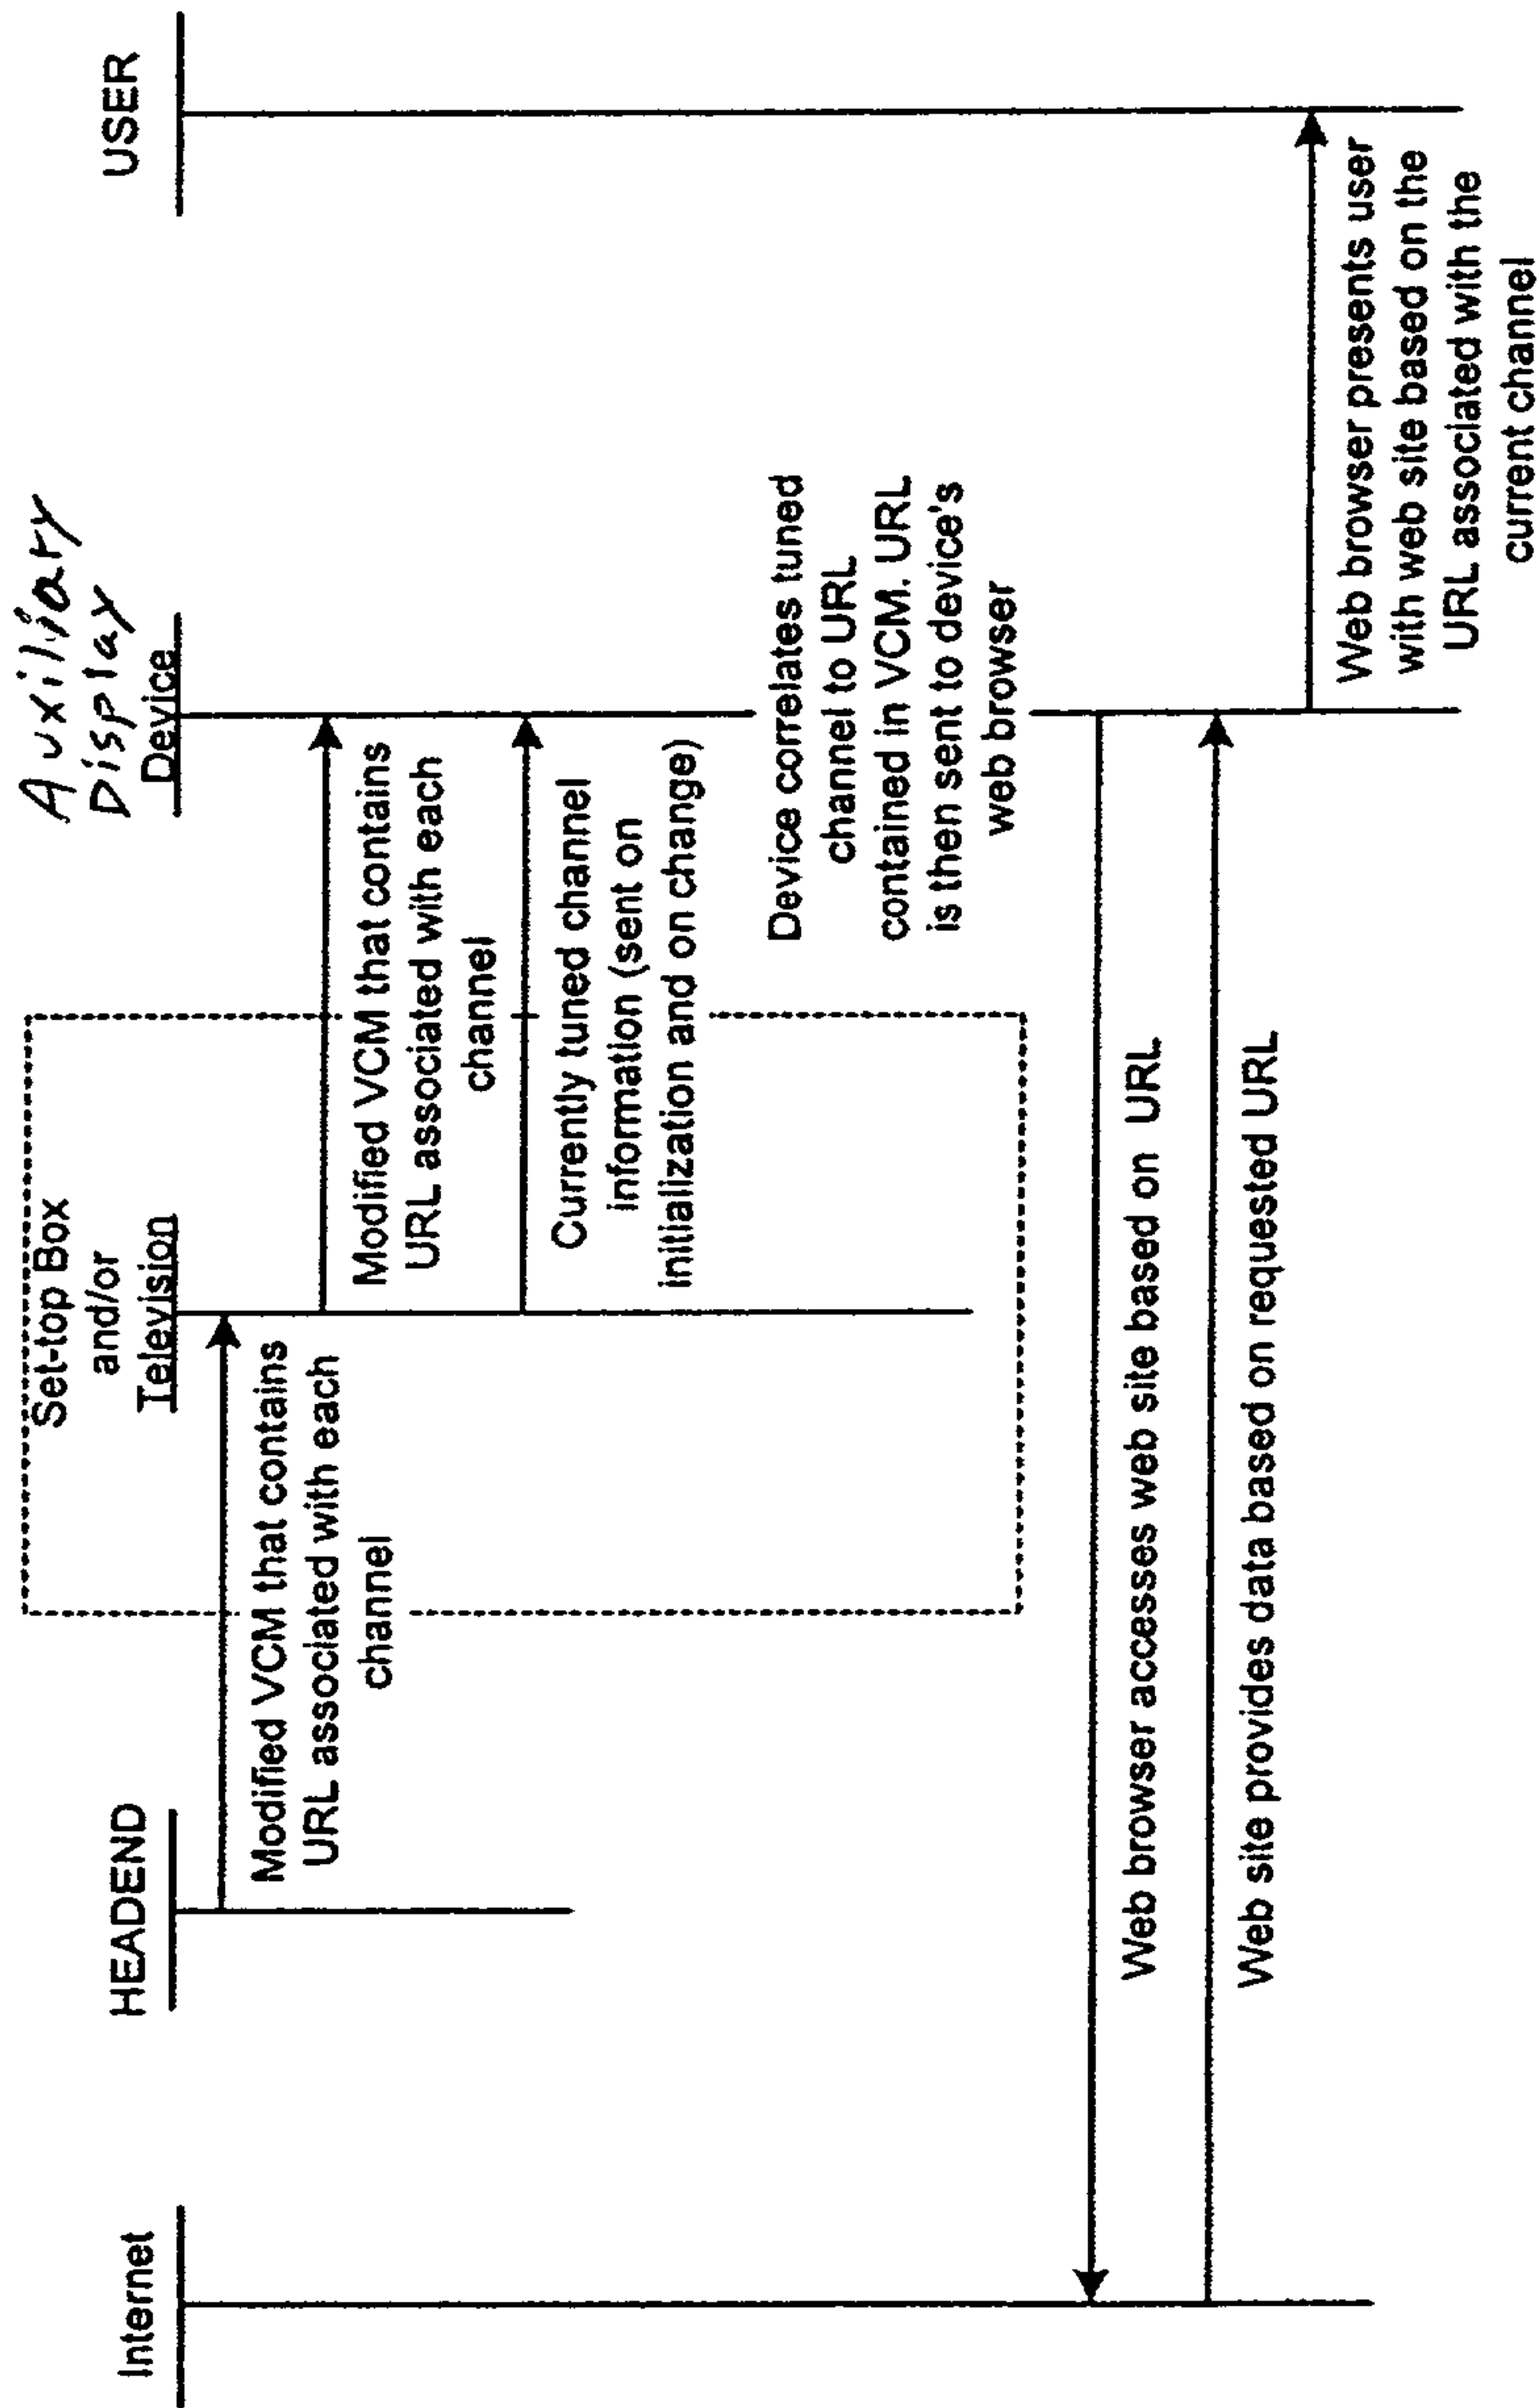 Internet
HEADEND
Set-top Box
and/or
Television
Auxiliary
Display
Device
USER
Modified VCM that contains
URL associated with each
channel
Modified VCM that contains
URL associated with each
channel
Currently tuned channel
information (sent on
initialization and on change)
Device correlates tuned
channel to URL
contained in VCM. URL
is then sent to device's
web browser
Web browser accesses web site based on URL
Web site provides data based on requested URL
Web browser presents user
with web site based on the
URL associated with the
current channel